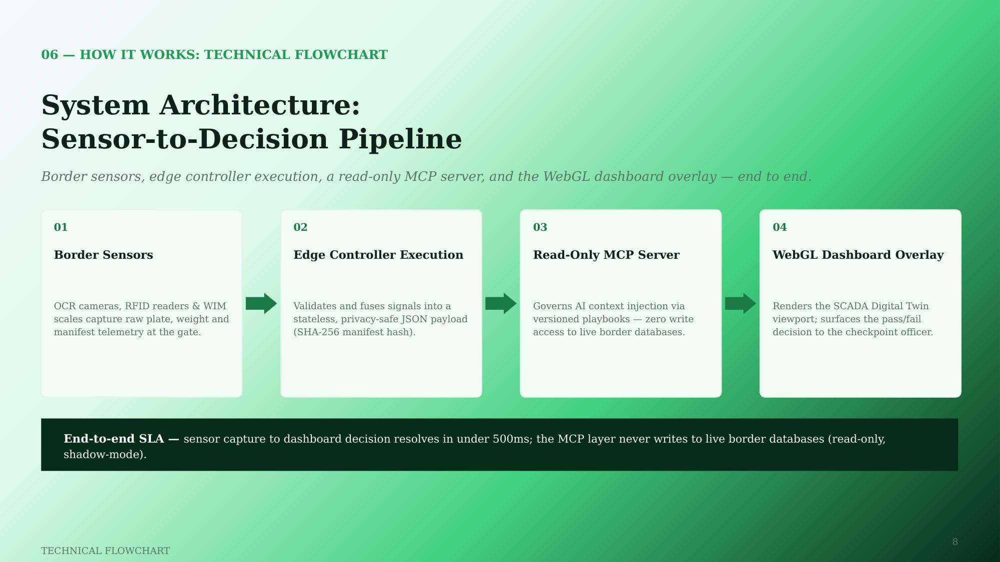 06 — HOW IT WORKS: TECHNICAL FLOWCHART
System Architecture:
Sensor-to-Decision Pipeline
Border sensors, edge controller execution, a read-only MCP server, and the WebGL dashboard overlay — end to end.
01
Border Sensors
OCR cameras, RFID readers & WIM
scales capture raw plate, weight and
manifest telemetry at the gate.
02
Edge Controller Execution
Validates and fuses signals into a
stateless, privacy-safe JSON payload
(SHA-256 manifest hash).
03
Read-Only MCP Server
Governs AI context injection via
versioned playbooks — zero write
access to live border databases.
04
WebGL Dashboard Overlay
Renders the SCADA Digital Twin
viewport; surfaces the pass/fail
decision to the checkpoint officer.
End-to-end SLA — sensor capture to dashboard decision resolves in under 500ms; the MCP layer never writes to live border databases (read-only,
shadow-mode).
TECHNICAL FLOWCHART
8